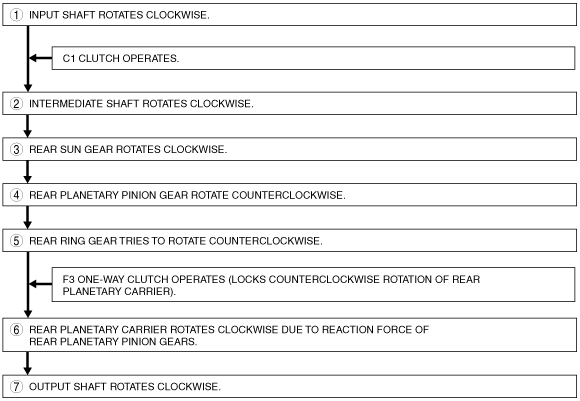 ① INPUT SHAFT ROTATES CLOCKWISE.
C1 CLUTCH OPERATES.
② INTERMEDIATE SHAFT ROTATES CLOCKWISE.
③ REAR SUN GEAR ROTATES CLOCKWISE.
④ REAR PLANETARY PINION GEAR ROTATE COUNTERCLOCKWISE.
⑤ REAR RING GEAR TRIES TO ROTATE COUNTERCLOCKWISE.
F3 ONE-WAY CLUTCH OPERATES (LOCKS COUNTERCLOCKWISE ROTATION OF REAR
PLANETARY CARRIER).
⑥ REAR PLANETARY CARRIER ROTATES CLOCKWISE DUE TO REACTION FORCE OF
REAR PLANETARY PINION GEARS.
⑦ OUTPUT SHAFT ROTATES CLOCKWISE.